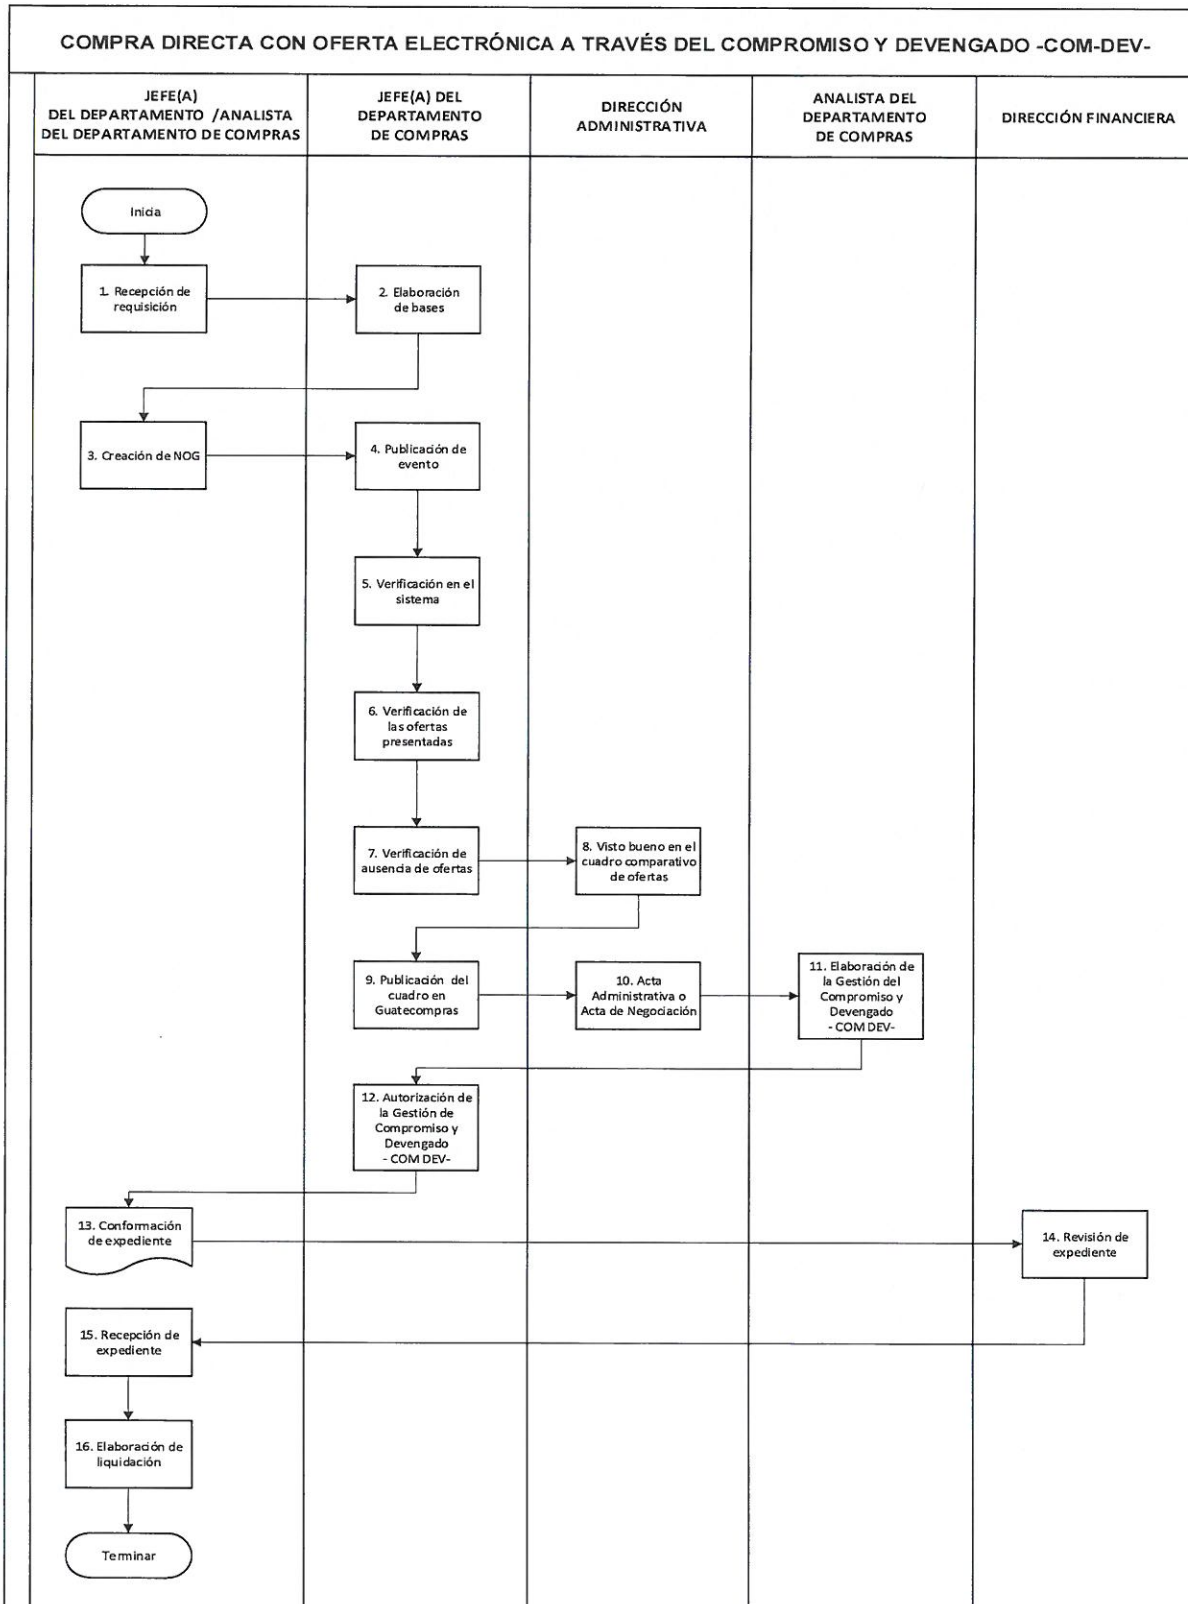 COMPRA DIRECTA CON OFERTA ELECTRÓNICA A TRAVÉS DEL COMPROMISO Y DEVENGADO -COM-DEV-
JEFE(A)
DEL DEPARTAMENTO /ANALISTA
DEL DEPARTAMENTO DE COMPRAS
JEFE(A) DEL
DEPARTAMENTO
DE COMPRAS
DIRECCIÓN
ADMINISTRATIVA
ANALISTA DEL
DEPARTAMENTO
DE COMPRAS
DIRECCIÓN FINANCIERA
Inicia
1. Recepción de
requisición
2. Elaboración
de bases
3. Creación de NOG
4. Publicación de
evento
5. Verificación en el
sistema
6. Verificación de
las ofertas
presentadas
7. Verificación de
ausencia de ofertas
8. Visto bueno en el
cuadro comparativo
de ofertas
9. Publicación del
cuadro en
Guatecompras
10. Acta
Administrativa o
Acta de Negociación
11. Elaboración de
la Gestión del
Compromiso y
Devengado
- COM DEV-
12. Autorización de
la Gestión de
Compromiso y
Devengado
- COM DEV-
13. Conformación
de expediente
14. Revisión de
expediente
15. Recepción de
expediente
16. Elaboración de
liquidación
Terminar